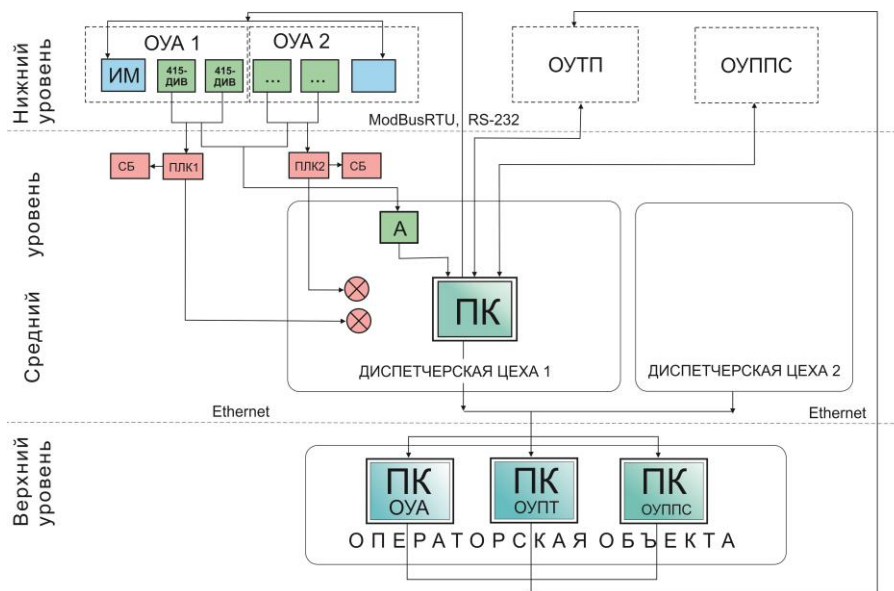 Нижний
уровень
ОУА 1
ОУА 2
ИМ
415-
ДИВ
415-
ДИВ
...
...
ОУТП
ОУППС
ModBusRTU, RS-232
Средний уровень
СБ
ПЛК1
ПЛК2
СБ
А
ПК
ДИСПЕТЧЕРСКАЯ ЦЕХА 1
ДИСПЕТЧЕРСКАЯ ЦЕХА 2
Ethernet
Ethernet
Верхний
уровень
ПК
ОУА
ПК
ОУПТ
ПК
ОУППС
ОПЕРАТОРСКАЯ ОБЪЕКТА